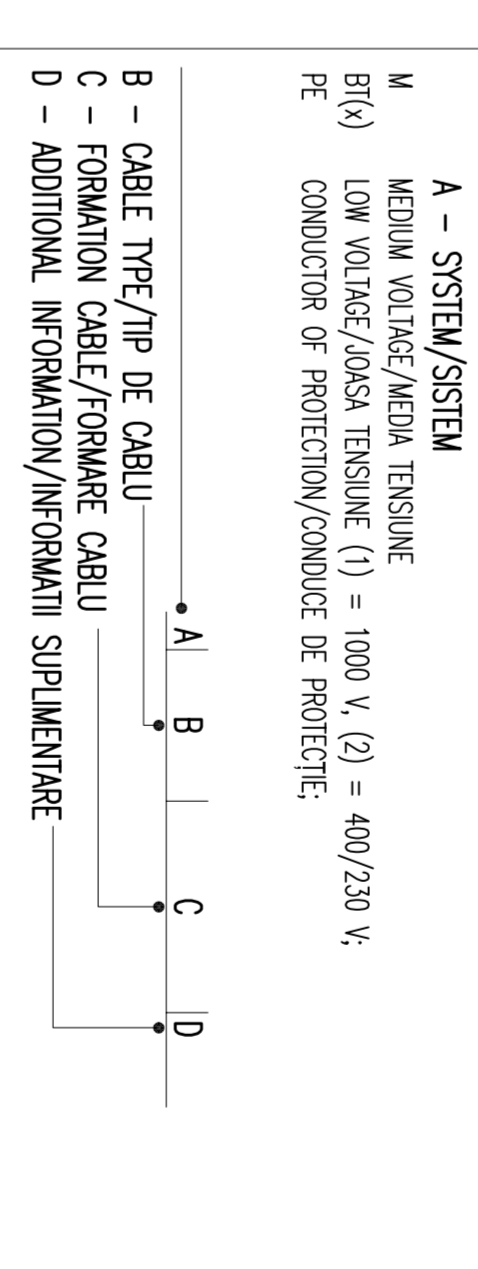 A – SYSTEM/SISTEM
M MEDIUM VOLTAGE/MEDIA TENSIUNE
BT(x) LOW VOLTAGE/JOASA TENSIUNE (1) = 1000 V, (2) = 400/230 V;
PE CONDUCTOR OF PROTECTION/CONDUCE DE PROTECȚIE;
A B C D
B – CABLE TYPE/TIP DE CABLU
C – FORMATION CABLE/FORMARE CABLU
D – ADDITIONAL INFORMATION/INFORMATII SUPLIMENTARE